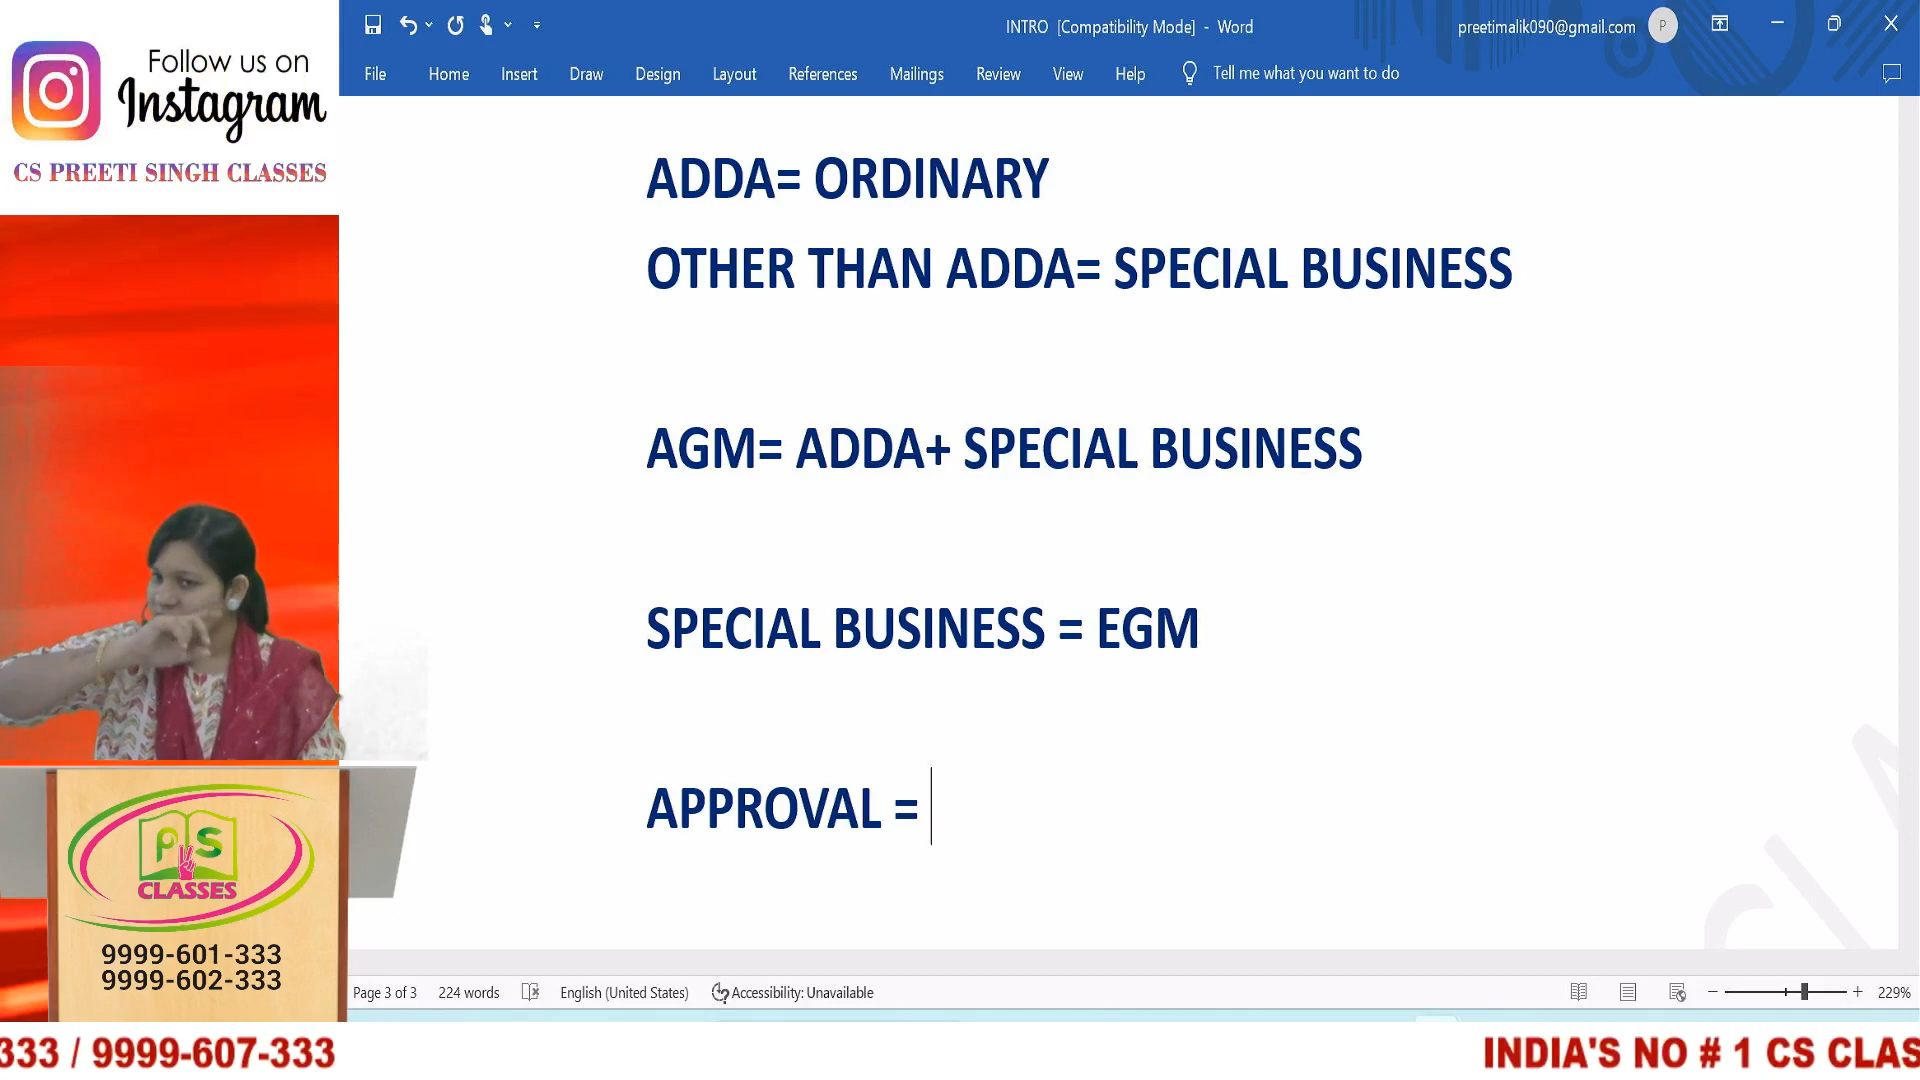 Follow us on
Instagram
CS PREETI SINGH CLASSES
INTRO [Compatibility Mode] - Word
preetimalik090@gmail.com
P
File Home Insert Draw Design Layout References Mailings Review View Help Tell me what you want to do
ADDA= ORDINARY
OTHER THAN ADDA= SPECIAL BUSINESS
AGM= ADDA+ SPECIAL BUSINESS
SPECIAL BUSINESS = EGM
APPROVAL =
PS
CLASSES
9999-601-333
9999-602-333
Page 3 of 3 224 words English (United States) Accessibility: Unavailable 229%
333 / 9999-607-333
INDIA'S NO # 1 CS CLAS